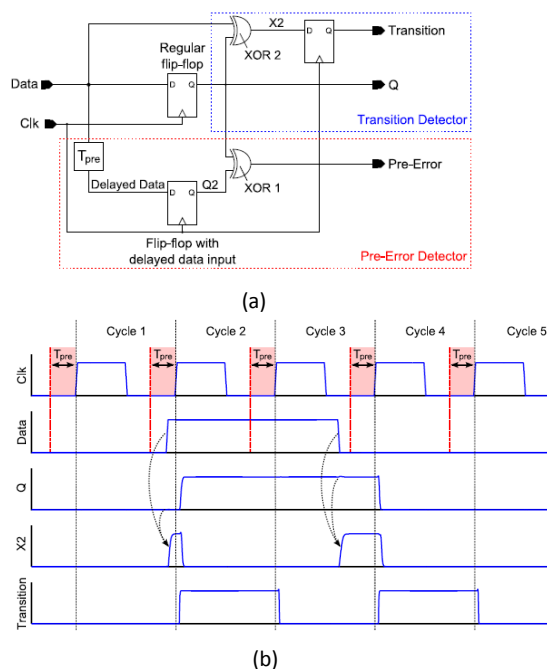 X2
D Q
Transition
XOR 2
Regular
flip-flop
Data
D Q
Q
Clk
Transition Detector
Tpre
Pre-Error
XOR 1
Delayed Data
Q2
D Q
Flip-flop with
delayed data input
Pre-Error Detector
(a)
Cycle 1 Cycle 2 Cycle 3 Cycle 4 Cycle 5
Tpre Tpre Tpre Tpre Tpre
Clk
Data
Q
X2
Transition
(b)